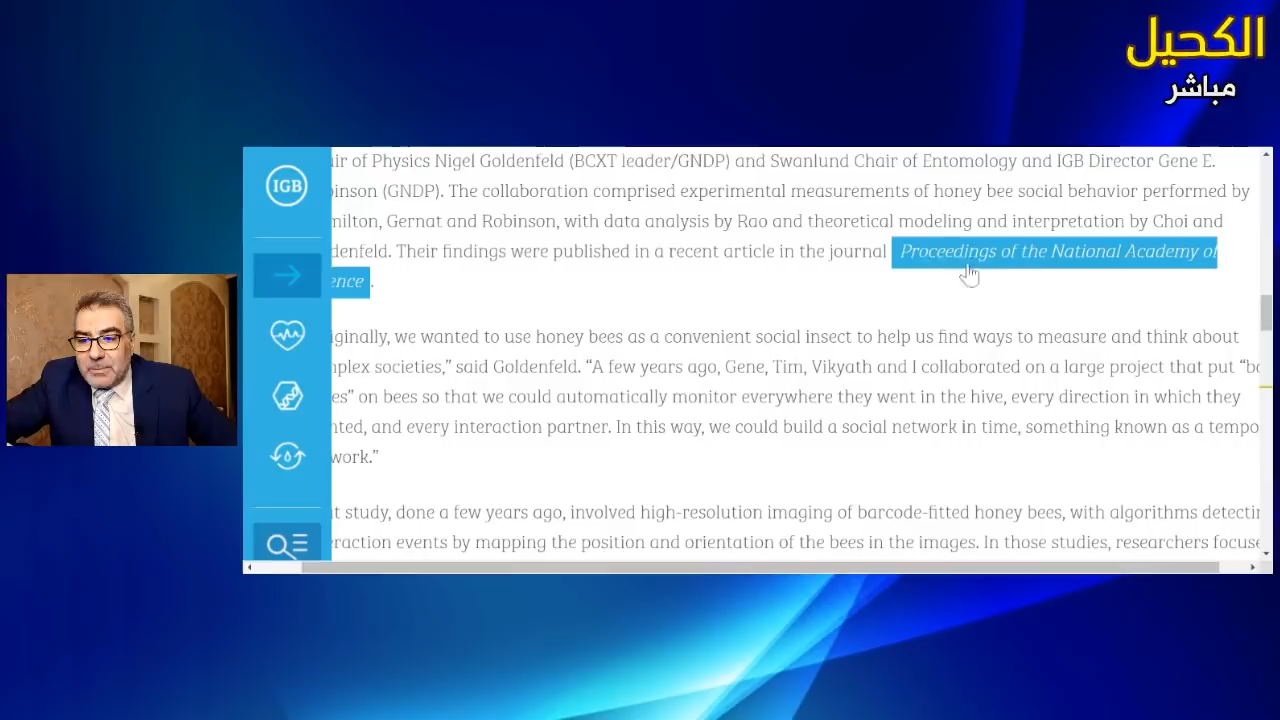 الكحيل
مباشر
IGB
ir of Physics Nigel Goldenfeld (BCXT leader/GNDP) and Swanlund Chair of Entomology and IGB Director Gene E.
inson (GNDP). The collaboration comprised experimental measurements of honey bee social behavior performed by
milton, Gernat and Robinson, with data analysis by Rao and theoretical modeling and interpretation by Choi and
denfeld. Their findings were published in a recent article in the journal Proceedings of the National Academy of
ence .
iginally, we wanted to use honey bees as a convenient social insect to help us find ways to measure and think about
nplex societies,” said Goldenfeld. “A few years ago, Gene, Tim, Vikyath and I collaborated on a large project that put “ba
es” on bees so that we could automatically monitor everywhere they went in the hive, every direction in which they
nted, and every interaction partner. In this way, we could build a social network in time, something known as a tempo
work.”
t study, done a few years ago, involved high-resolution imaging of barcode-fitted honey bees, with algorithms detectin
eraction events by mapping the position and orientation of the bees in the images. In those studies, researchers focuse